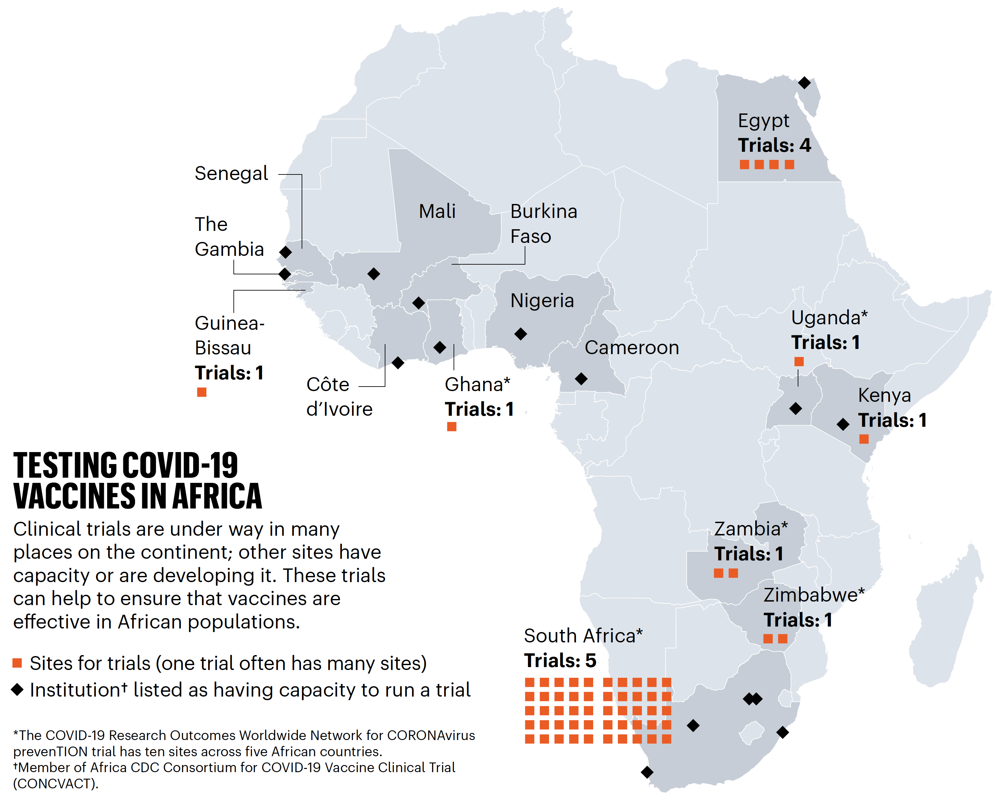 Egypt
Trials: 4
Senegal
Mali
Burkina
Faso
The
Gambia
Nigeria
Uganda*
Trials: 1
Guinea-
Bissau
Trials: 1
Cameroon
Côte
d’Ivoire
Ghana*
Trials: 1
Kenya
Trials: 1
TESTING COVID-19
VACCINES IN AFRICA
Clinical trials are under way in many
places on the continent; other sites have
capacity or are developing it. These trials
can help to ensure that vaccines are
effective in African populations.
Zambia*
Trials: 1
Zimbabwe*
Trials: 1
South Africa*
Trials: 5
Sites for trials (one trial often has many sites)
Institution† listed as having capacity to run a trial
*The COVID-19 Research Outcomes Worldwide Network for CORONAvirus
prevenTION trial has ten sites across five African countries.
†Member of Africa CDC Consortium for COVID-19 Vaccine Clinical Trial
(CONCVACT).